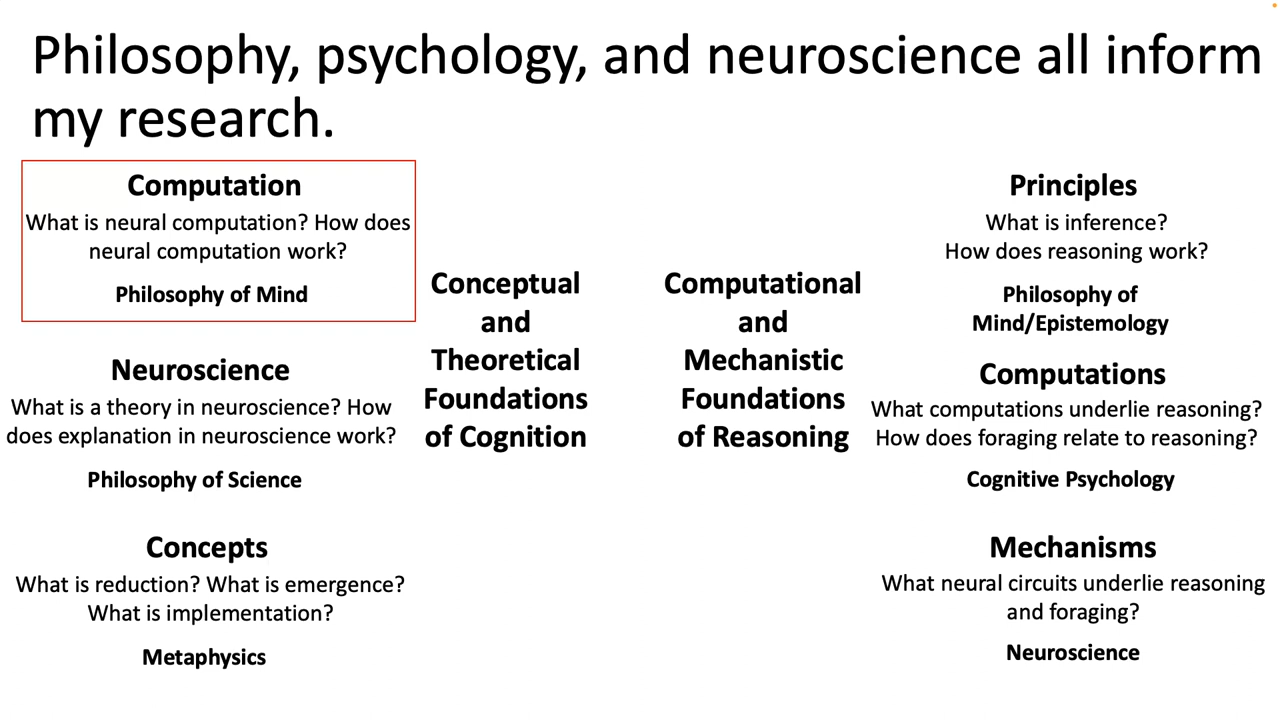 Philosophy, psychology, and neuroscience all inform
my research.
Computation
What is neural computation? How does
neural computation work?
Philosophy of Mind
Neuroscience
What is a theory in neuroscience? How
does explanation in neuroscience work?
Philosophy of Science
Concepts
What is reduction? What is emergence?
What is implementation?
Metaphysics
Conceptual
and
Theoretical
Foundations
of Cognition
Computational
and
Mechanistic
Foundations
of Reasoning
Principles
What is inference?
How does reasoning work?
Philosophy of
Mind/Epistemology
Computations
What computations underlie reasoning?
How does foraging relate to reasoning?
Cognitive Psychology
Mechanisms
What neural circuits underlie reasoning
and foraging?
Neuroscience